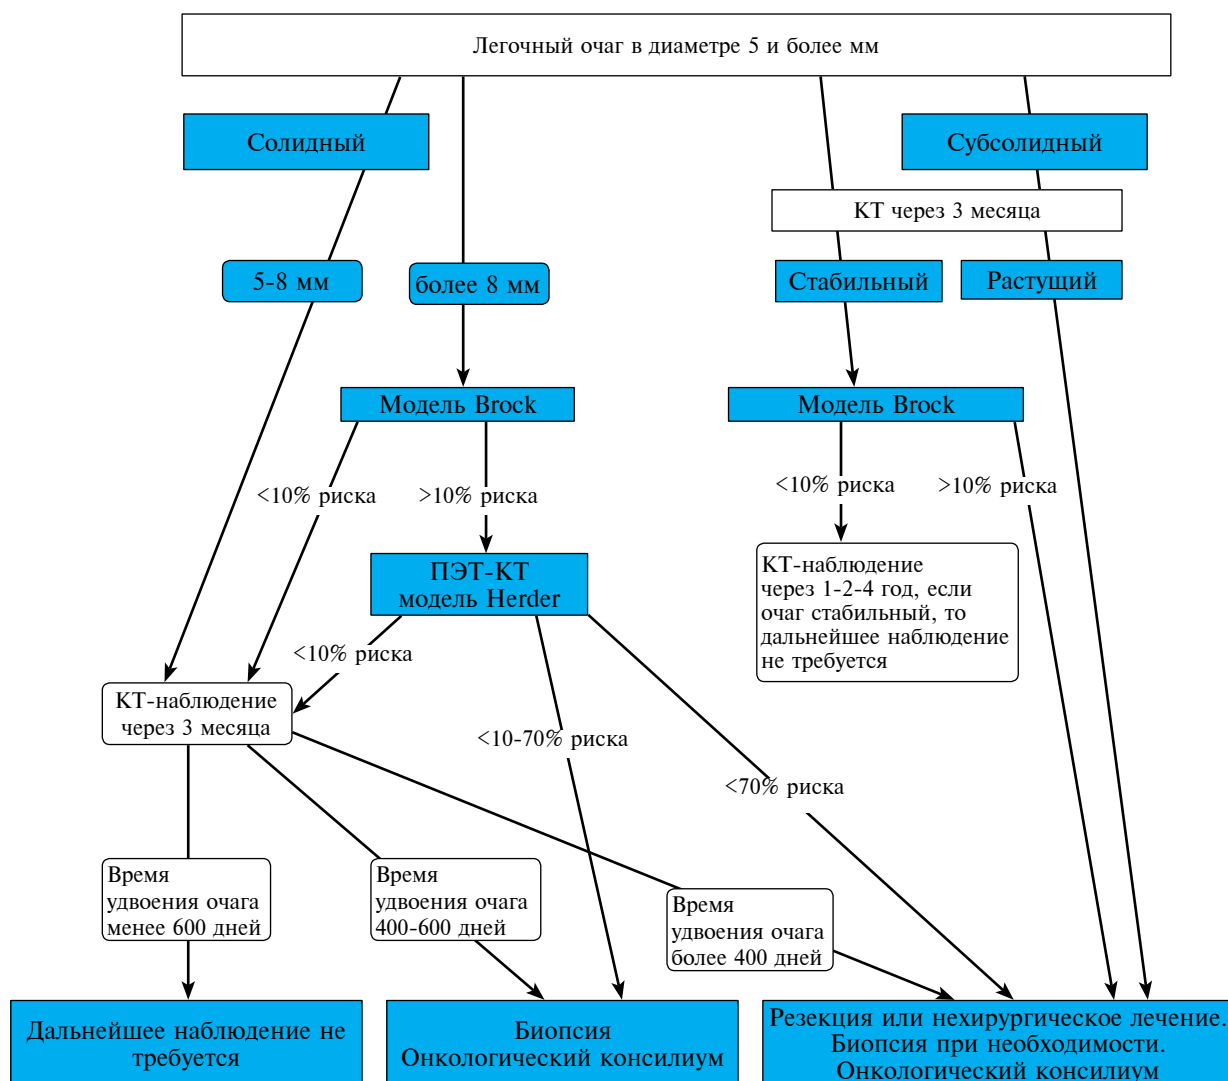 Легочный очаг в диаметре 5 и более мм
Солидный
Субсолидный
КТ через 3 месяца
5-8 мм
более 8 мм
Стабильный
Растущий
Модель Brock
Модель Brock
<10% риска
>10% риска
<10% риска
>10% риска
ПЭТ-КТ
модель Herder
КТ-наблюдение
через 1-2-4 год, если
очаг стабильный, то
дальнейшее наблюдение
не требуется
<10% риска
КТ-наблюдение
через 3 месяца
<10-70% риска
<70% риска
Время
удвоения очага
менее 600 дней
Время
удвоения очага
400-600 дней
Время
удвоения очага
более 400 дней
Дальнейшее наблюдение не
требуется
Биопсия
Онкологический консилиум
Резекция или нехирургическое лечение.
Биопсия при необходимости.
Онкологический консилиум